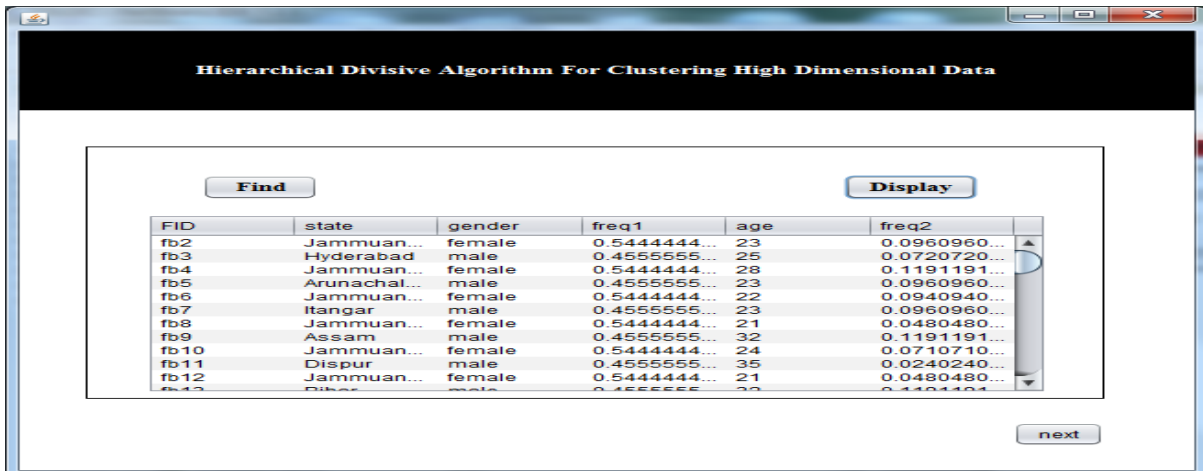 Hierarchical Divisive Algorithm For Clustering High Dimensional Data
Find Display
FID state gender freq1 age freq2
fb2 Jammuan... female 0.5444444... 23 0.0960960...
fb3 Hyderabad male 0.4555555... 25 0.0720720...
fb4 Jammuan... female 0.5444444... 28 0.1191191...
fb5 Arunachal... male 0.4555555... 23 0.0960960...
fb6 Jammuan... female 0.5444444... 22 0.0940940...
fb7 Itangar male 0.4555555... 23 0.0960960...
fb8 Jammuan... female 0.5444444... 21 0.0480480...
fb9 Assam male 0.4555555... 32 0.1191191...
fb10 Jammuan... female 0.5444444... 24 0.0710710...
fb11 Dispur male 0.4555555... 35 0.0240240...
fb12 Jammuan... female 0.5444444... 21 0.0480480...
next